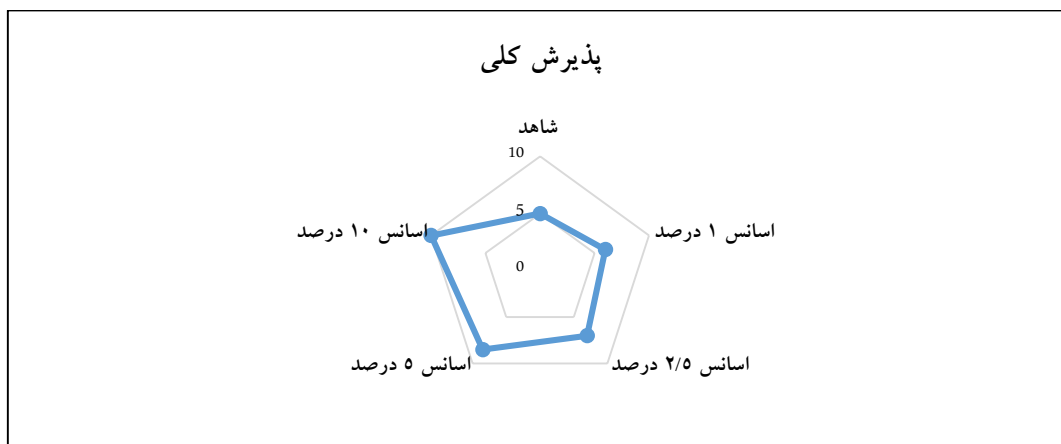 پذیرش کلی
شاهد
10
5
0
اسانس ۱ درصد
اسانس ۲/۵ درصد
اسانس ۵ درصد
اسانس ۱۰ درصد